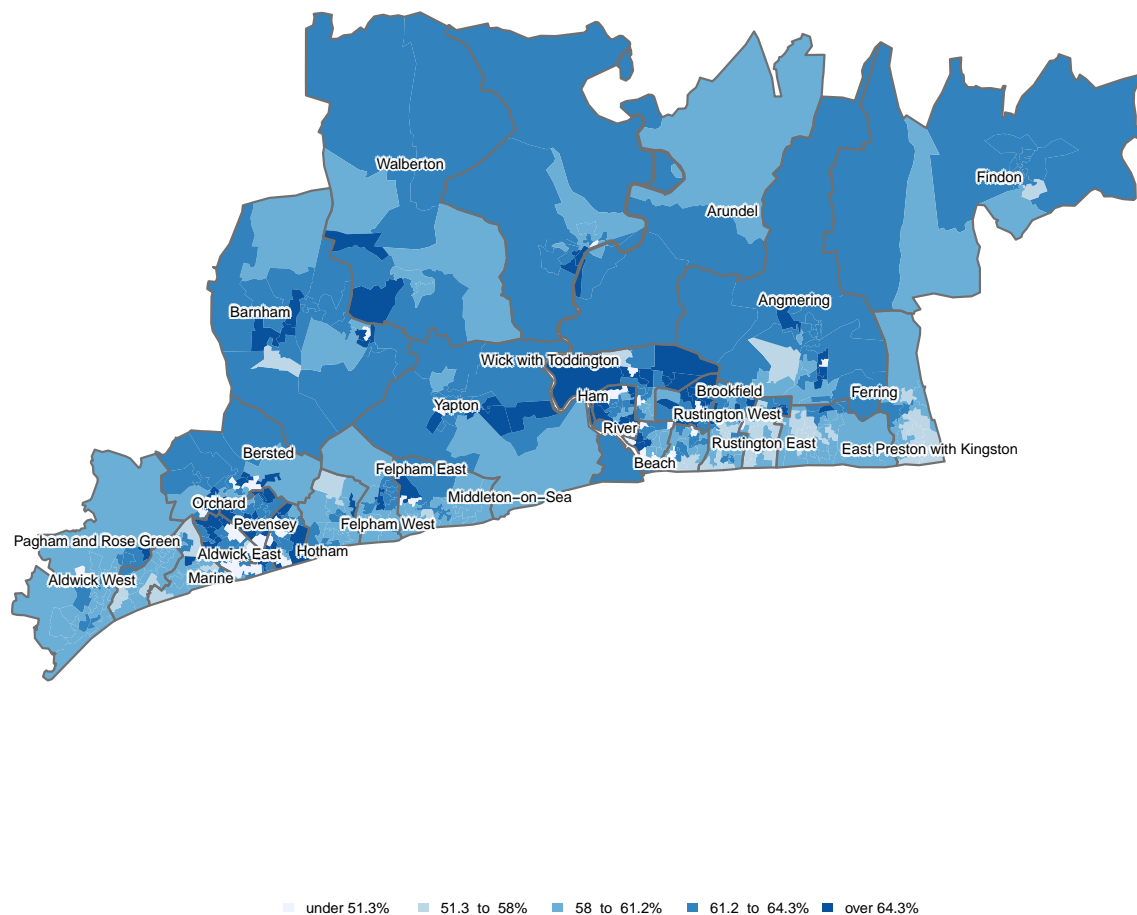 Walberton
Findon
Arundel
Angmering
Barnham
Wick with Toddington
Brookfield
Ferring
Ham
Yapton
Rustington West
River
Rustington East
East Preston with Kingston
Bersted
Beach
Felpham East
Middleton-on-Sea
Orchard
Pevensey
Felpham West
Pagham and Rose Green
Aldwick East
Hotham
Aldwick West
Marine
under 51.3% 51.3 to 58% 58 to 61.2% 61.2 to 64.3% over 64.3%